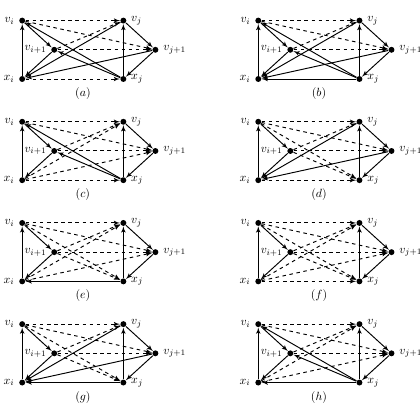 v_i v_j v_i v_j
v_{i+1} v_{j+1} v_{i+1} v_{j+1}
x_i x_j x_i x_j
(a) (b)
v_i v_j v_i v_j
v_{i+1} v_{j+1} v_{i+1} v_{j+1}
x_i x_j x_i x_j
(c) (d)
v_i v_j v_i v_j
v_{i+1} v_{j+1} v_{i+1} v_{j+1}
x_i x_j x_i x_j
(e) (f)
v_i v_j v_i v_j
v_{i+1} v_{j+1} v_{i+1} v_{j+1}
x_i x_j x_i x_j
(g) (h)